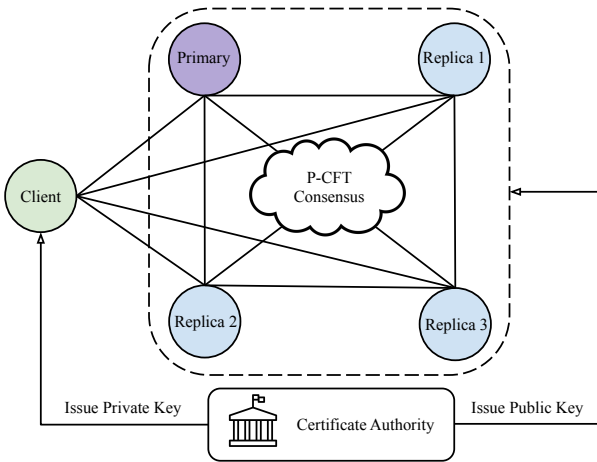 Primary
Replica 1
P-CFT
Consensus
Client
Replica 2
Replica 3
Issue Private Key
Certificate Authority
Issue Public Key